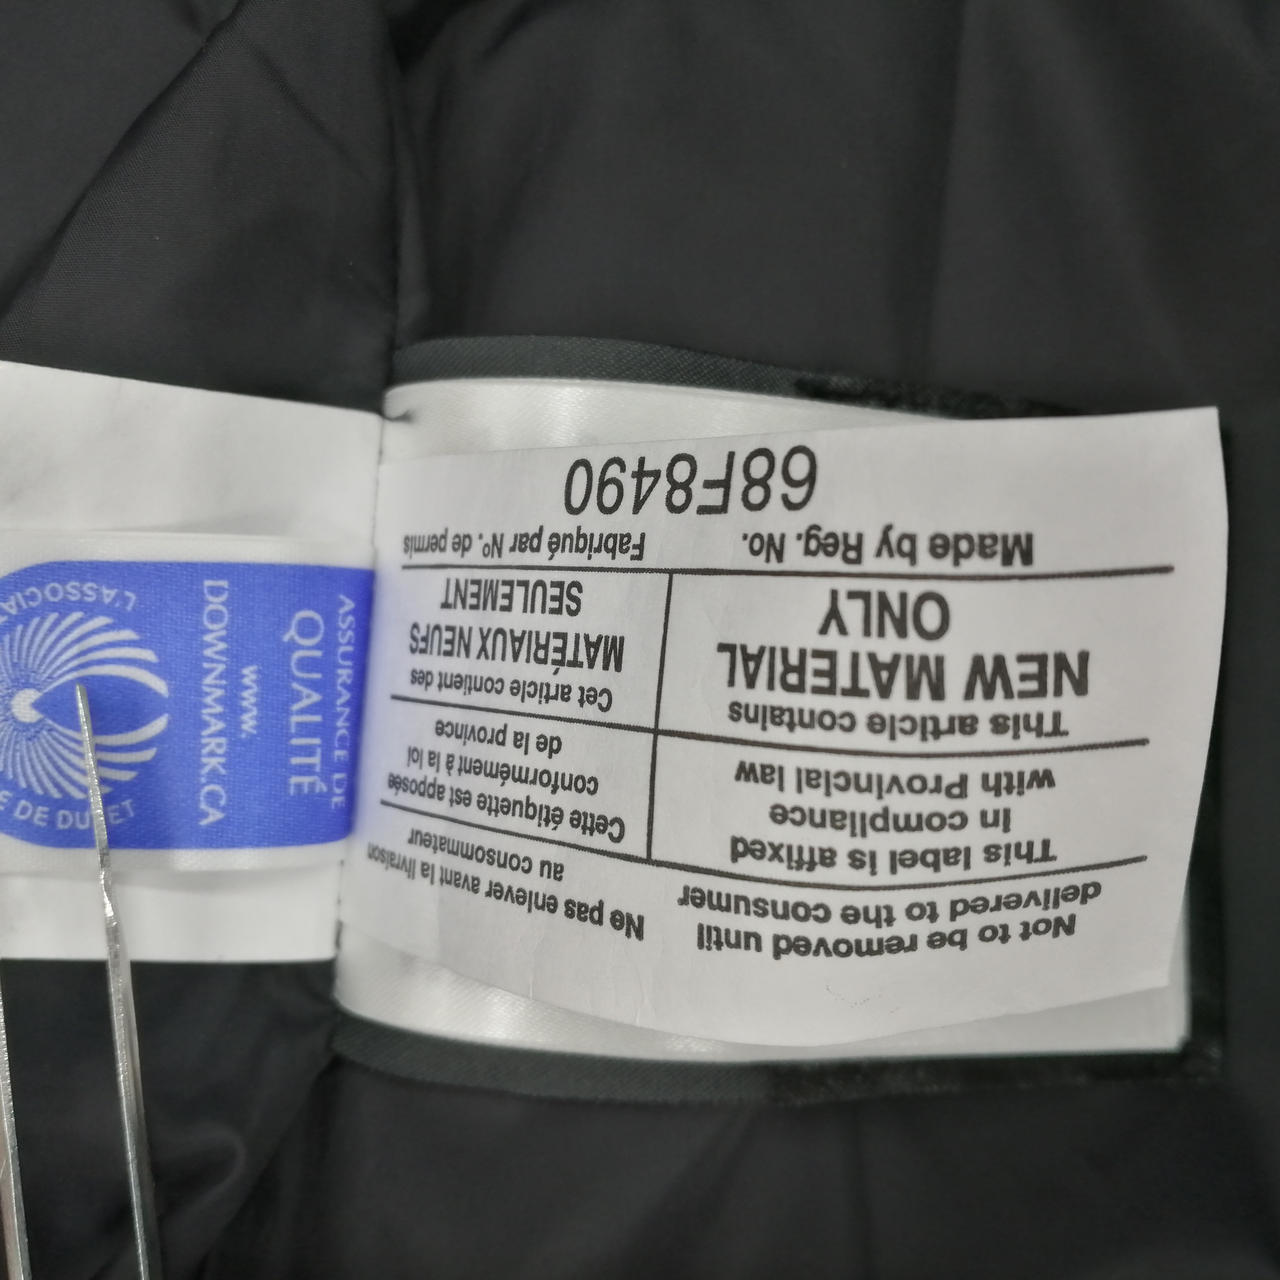 Not to be removed until
delivered to the consumer
Ne pas enlever avant la livraison
au consommateur
This label is affixed
in compliance
with Provincial law
Cette étiquette est apposée
conformément à la loi
de la province
This article contains
NEW MATERIAL
ONLY
Cet article contient des
MATÉRIAUX NEUFS
SEULEMENT
Made by Reg. No.
Fabriqué par Nº. de permis
68F8490
ASSURANCE DE
QUALITÉ
www.
DOWNMARK.CA